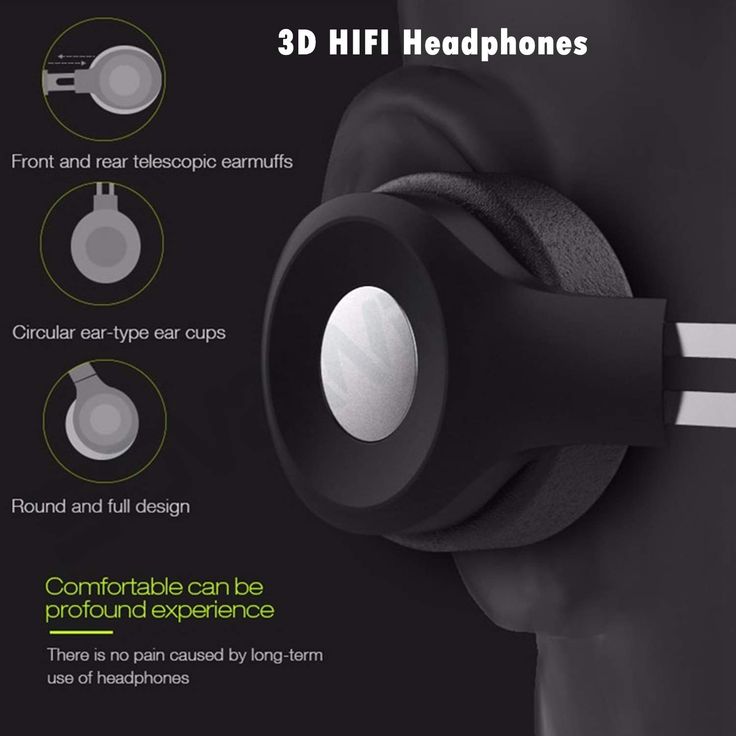 3D HIFI Headphones
Front and rear telescopic earmuffs
Circular ear-type ear cups
Round and full design
Comfortable can be
profound experience
There is no pain caused by long-term
use of headphones